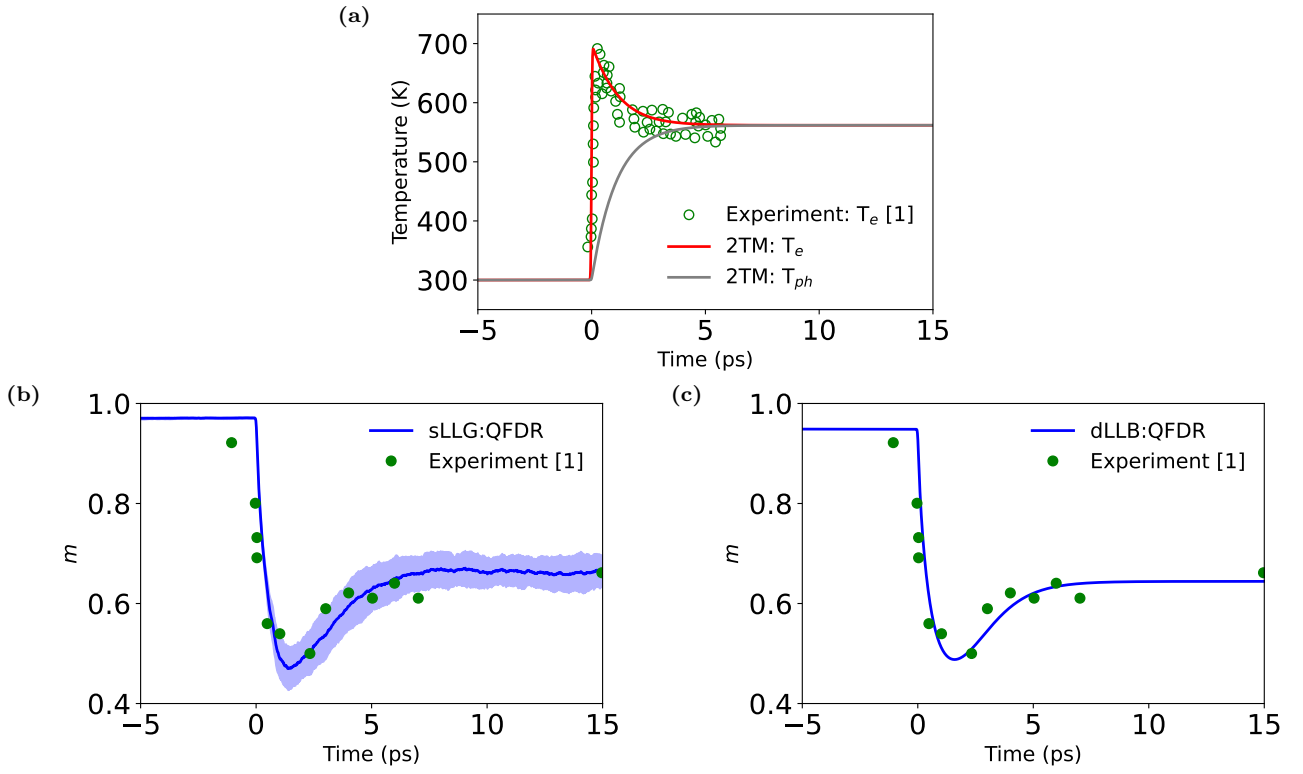 (a)
Temperature (K)
700
600
500
400
300
Experiment: Te [1]
2TM: Te
2TM: Tph
−5 0 5 10 15
Time (ps)
(b)
m
1.0
0.8
0.6
0.4
sLLG:QFDR
Experiment [1]
−5 0 5 10 15
Time (ps)
(c)
m
1.0
0.8
0.6
0.4
dLLB:QFDR
Experiment [1]
−5 0 5 10 15
Time (ps)